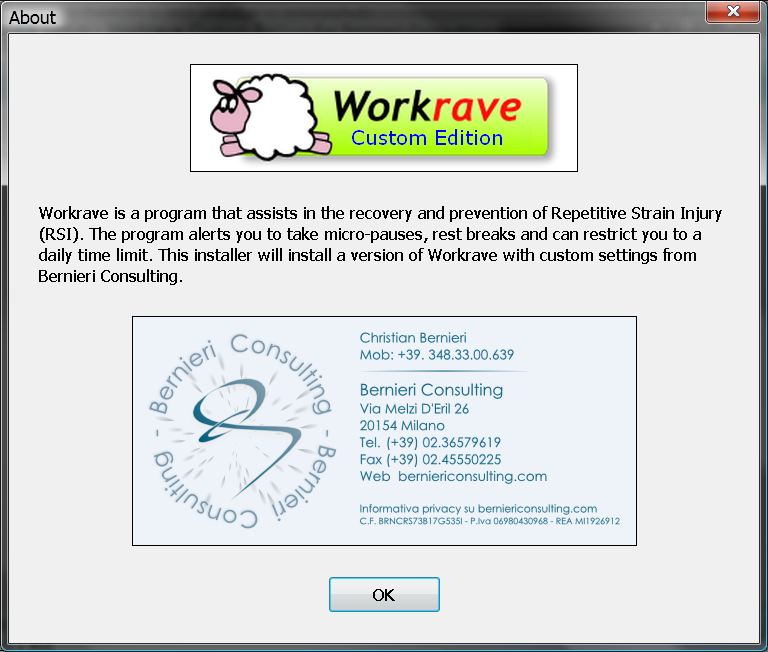 About
Workrave
Custom Edition
Workrave is a program that assists in the recovery and prevention of Repetitive Strain Injury
(RSI). The program alerts you to take micro-pauses, rest breaks and can restrict you to a
daily time limit. This installer will install a version of Workrave with custom settings from
Bernieri Consulting.
Bernieri Consulting - Bernieri Consulting -
Christian Bernieri
Mob: +39. 348.33.00.639
Bernieri Consulting
Via Melzi D'Eril 26
20154 Milano
Tel. (+39) 02.36579619
Fax (+39) 02.45550225
Web berniericonsulting.com
Informativa privacy su berniericonsulting.com
C.F. BRNCRS73B17G535I - P.Iva 06980430968 - REA MI1926912
OK